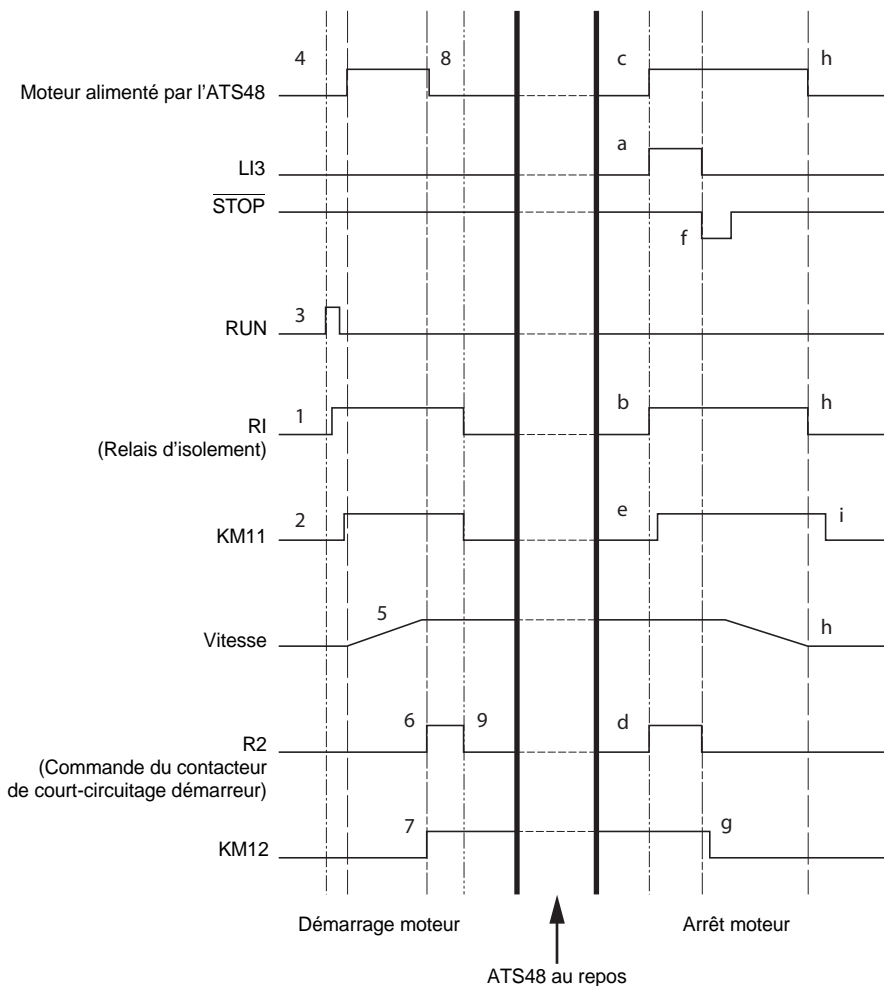 4 8 c h
Moteur alimenté par l'ATS48
a
LI3
STOP
f
3
RUN
1 b h
RI
(Relais d'isolement)
2 e i
KM11
5
Vitesse h
6 9 d
R2
(Commande du contacteur
de court-circuitage démarreur)
7 g
KM12
Démarrage moteur Arrêt moteur
ATS48 au repos